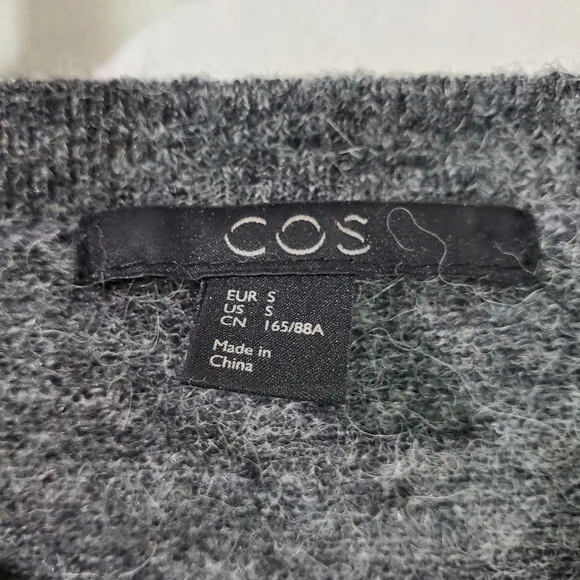 COS
EUR S
US S
CN 165/88A
Made in
China